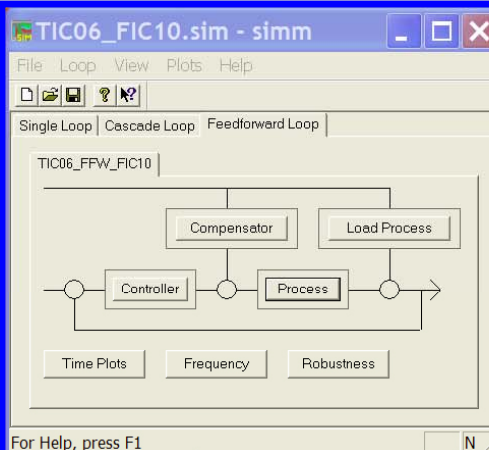 TIC06_FIC10.sim - simm
File Loop View Plots Help
Single Loop Cascade Loop Feedforward Loop
TIC06_FFW_FIC10
Compensator Load Process
Controller Process
Time Plots Frequency Robustness
For Help, press F1 N